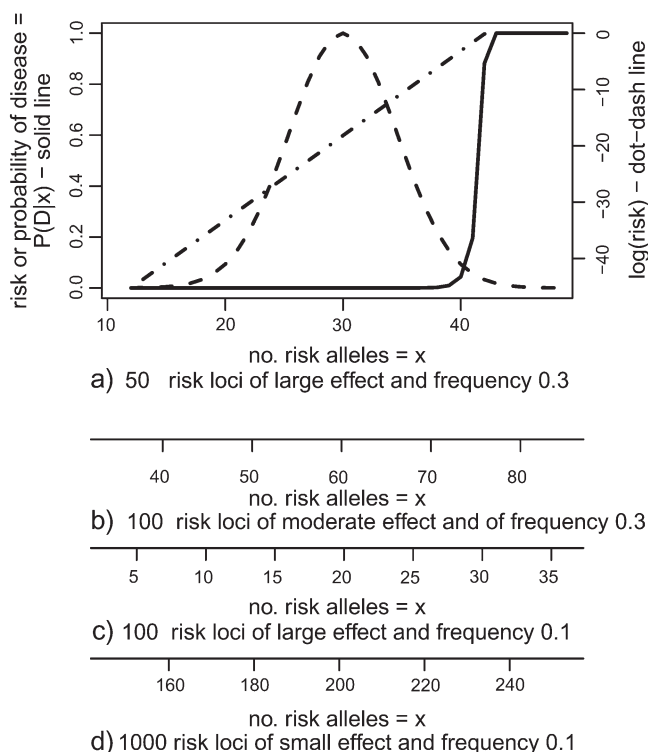 risk or probability of disease =
P(D|x) − solid line
1.0
0.8
0.6
0.4
0.2
0.0
0
−10
−20
−30
−40
log(risk) − dot−dash line
10 20 30 40
no. risk alleles = x
a) 50 risk loci of large effect and frequency 0.3
40 50 60 70 80
no. risk alleles = x
b) 100 risk loci of moderate effect and of frequency 0.3
5 10 15 20 25 30 35
no. risk alleles = x
c) 100 risk loci of large effect and frequency 0.1
160 180 200 220 240
no. risk alleles = x
d) 1000 risk loci of small effect and frequency 0.1